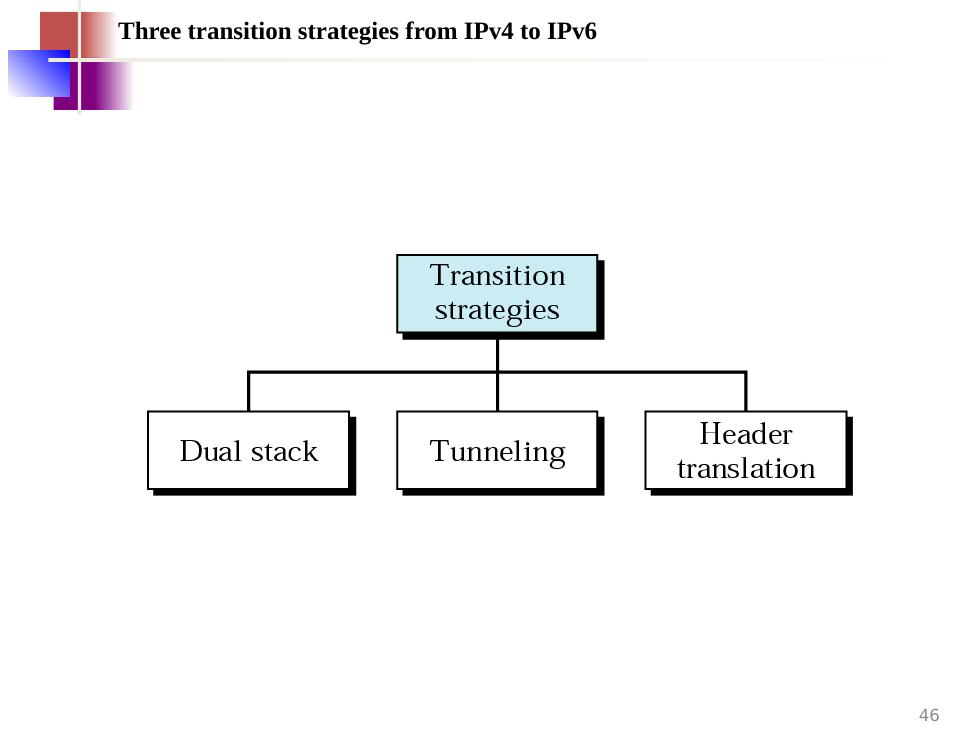 Three transition strategies from IPv4 to IPv6
Transition
strategies
Dual stack
Tunneling
Header
translation
46